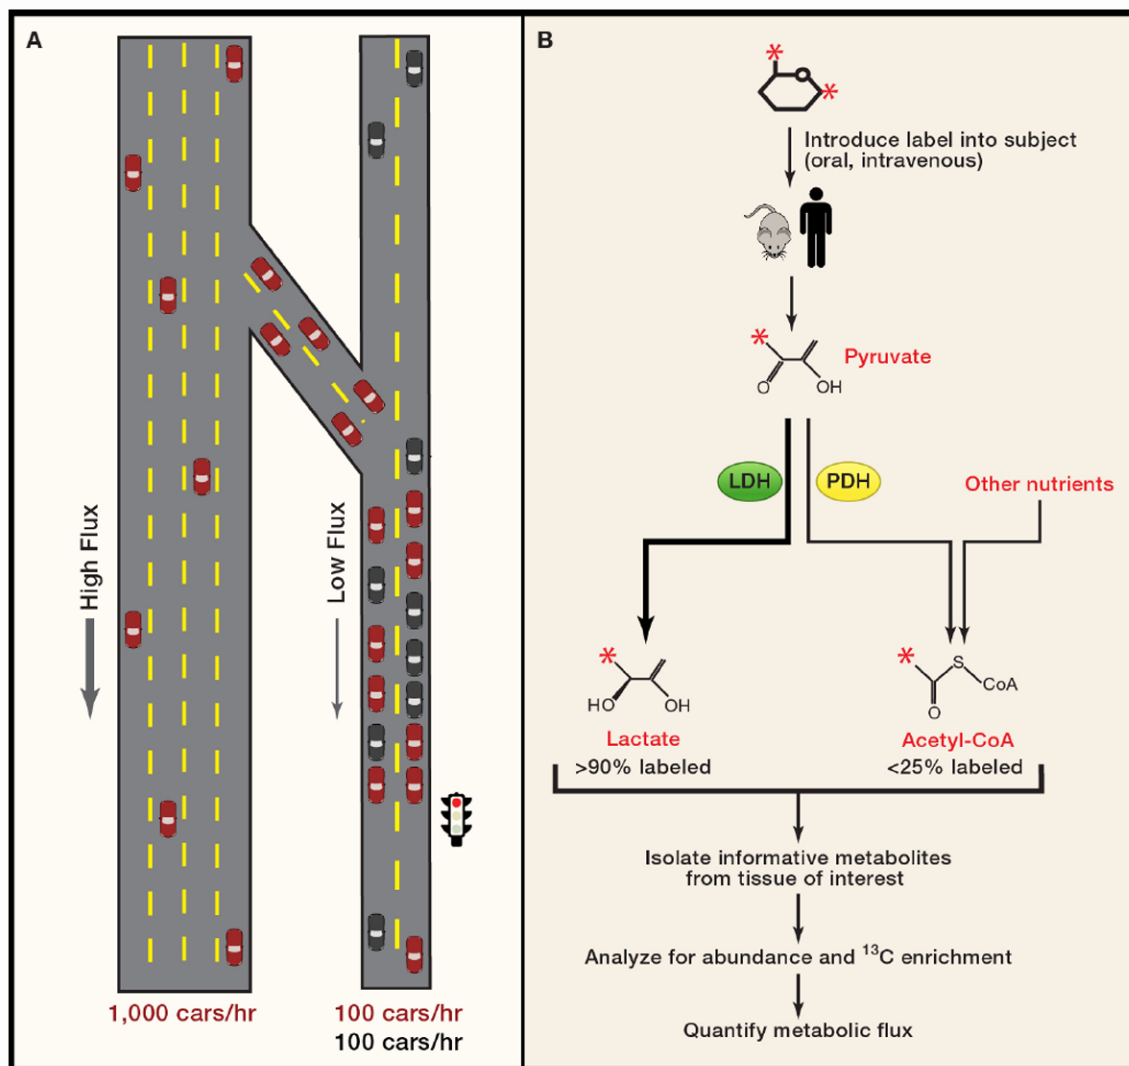 A
High Flux
Low Flux
1,000 cars/hr
100 cars/hr
100 cars/hr
B
Introduce label into subject
(oral, intravenous)
*
*
*
Pyruvate
O
OH
LDH
PDH
Other nutrients
*
HO
OH
Lactate
>90% labeled
*
S
CoA
O
Acetyl-CoA
<25% labeled
Isolate informative metabolites
from tissue of interest
Analyze for abundance and ¹³C enrichment
Quantify metabolic flux